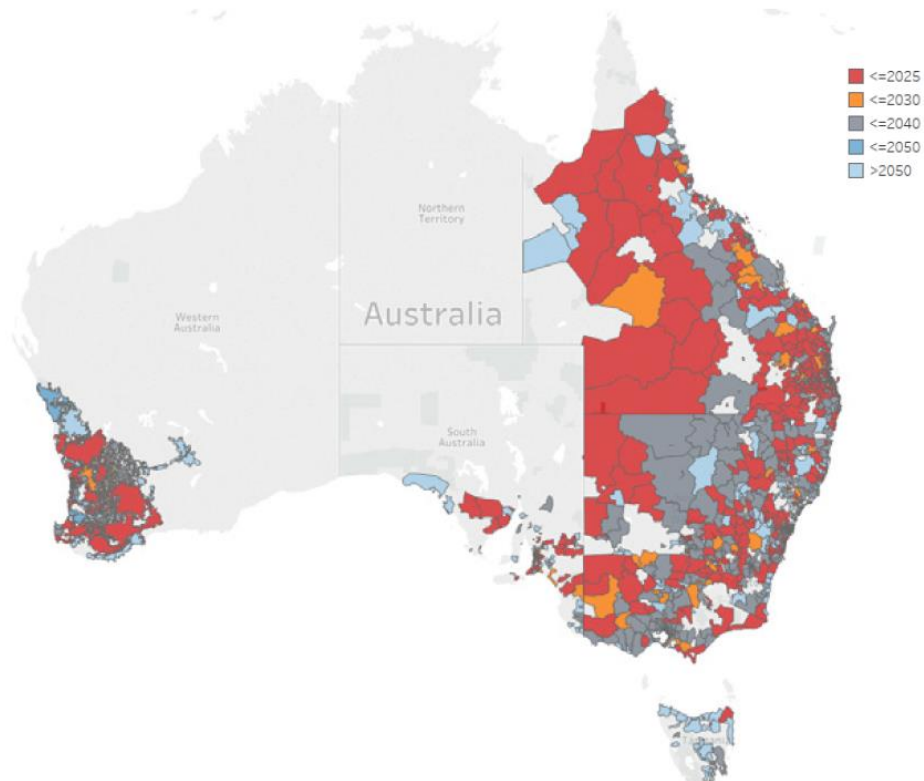 <=2025
<=2030
<=2040
<=2050
>2050
Northern
Territory
Australia
Western
Australia
South
Australia